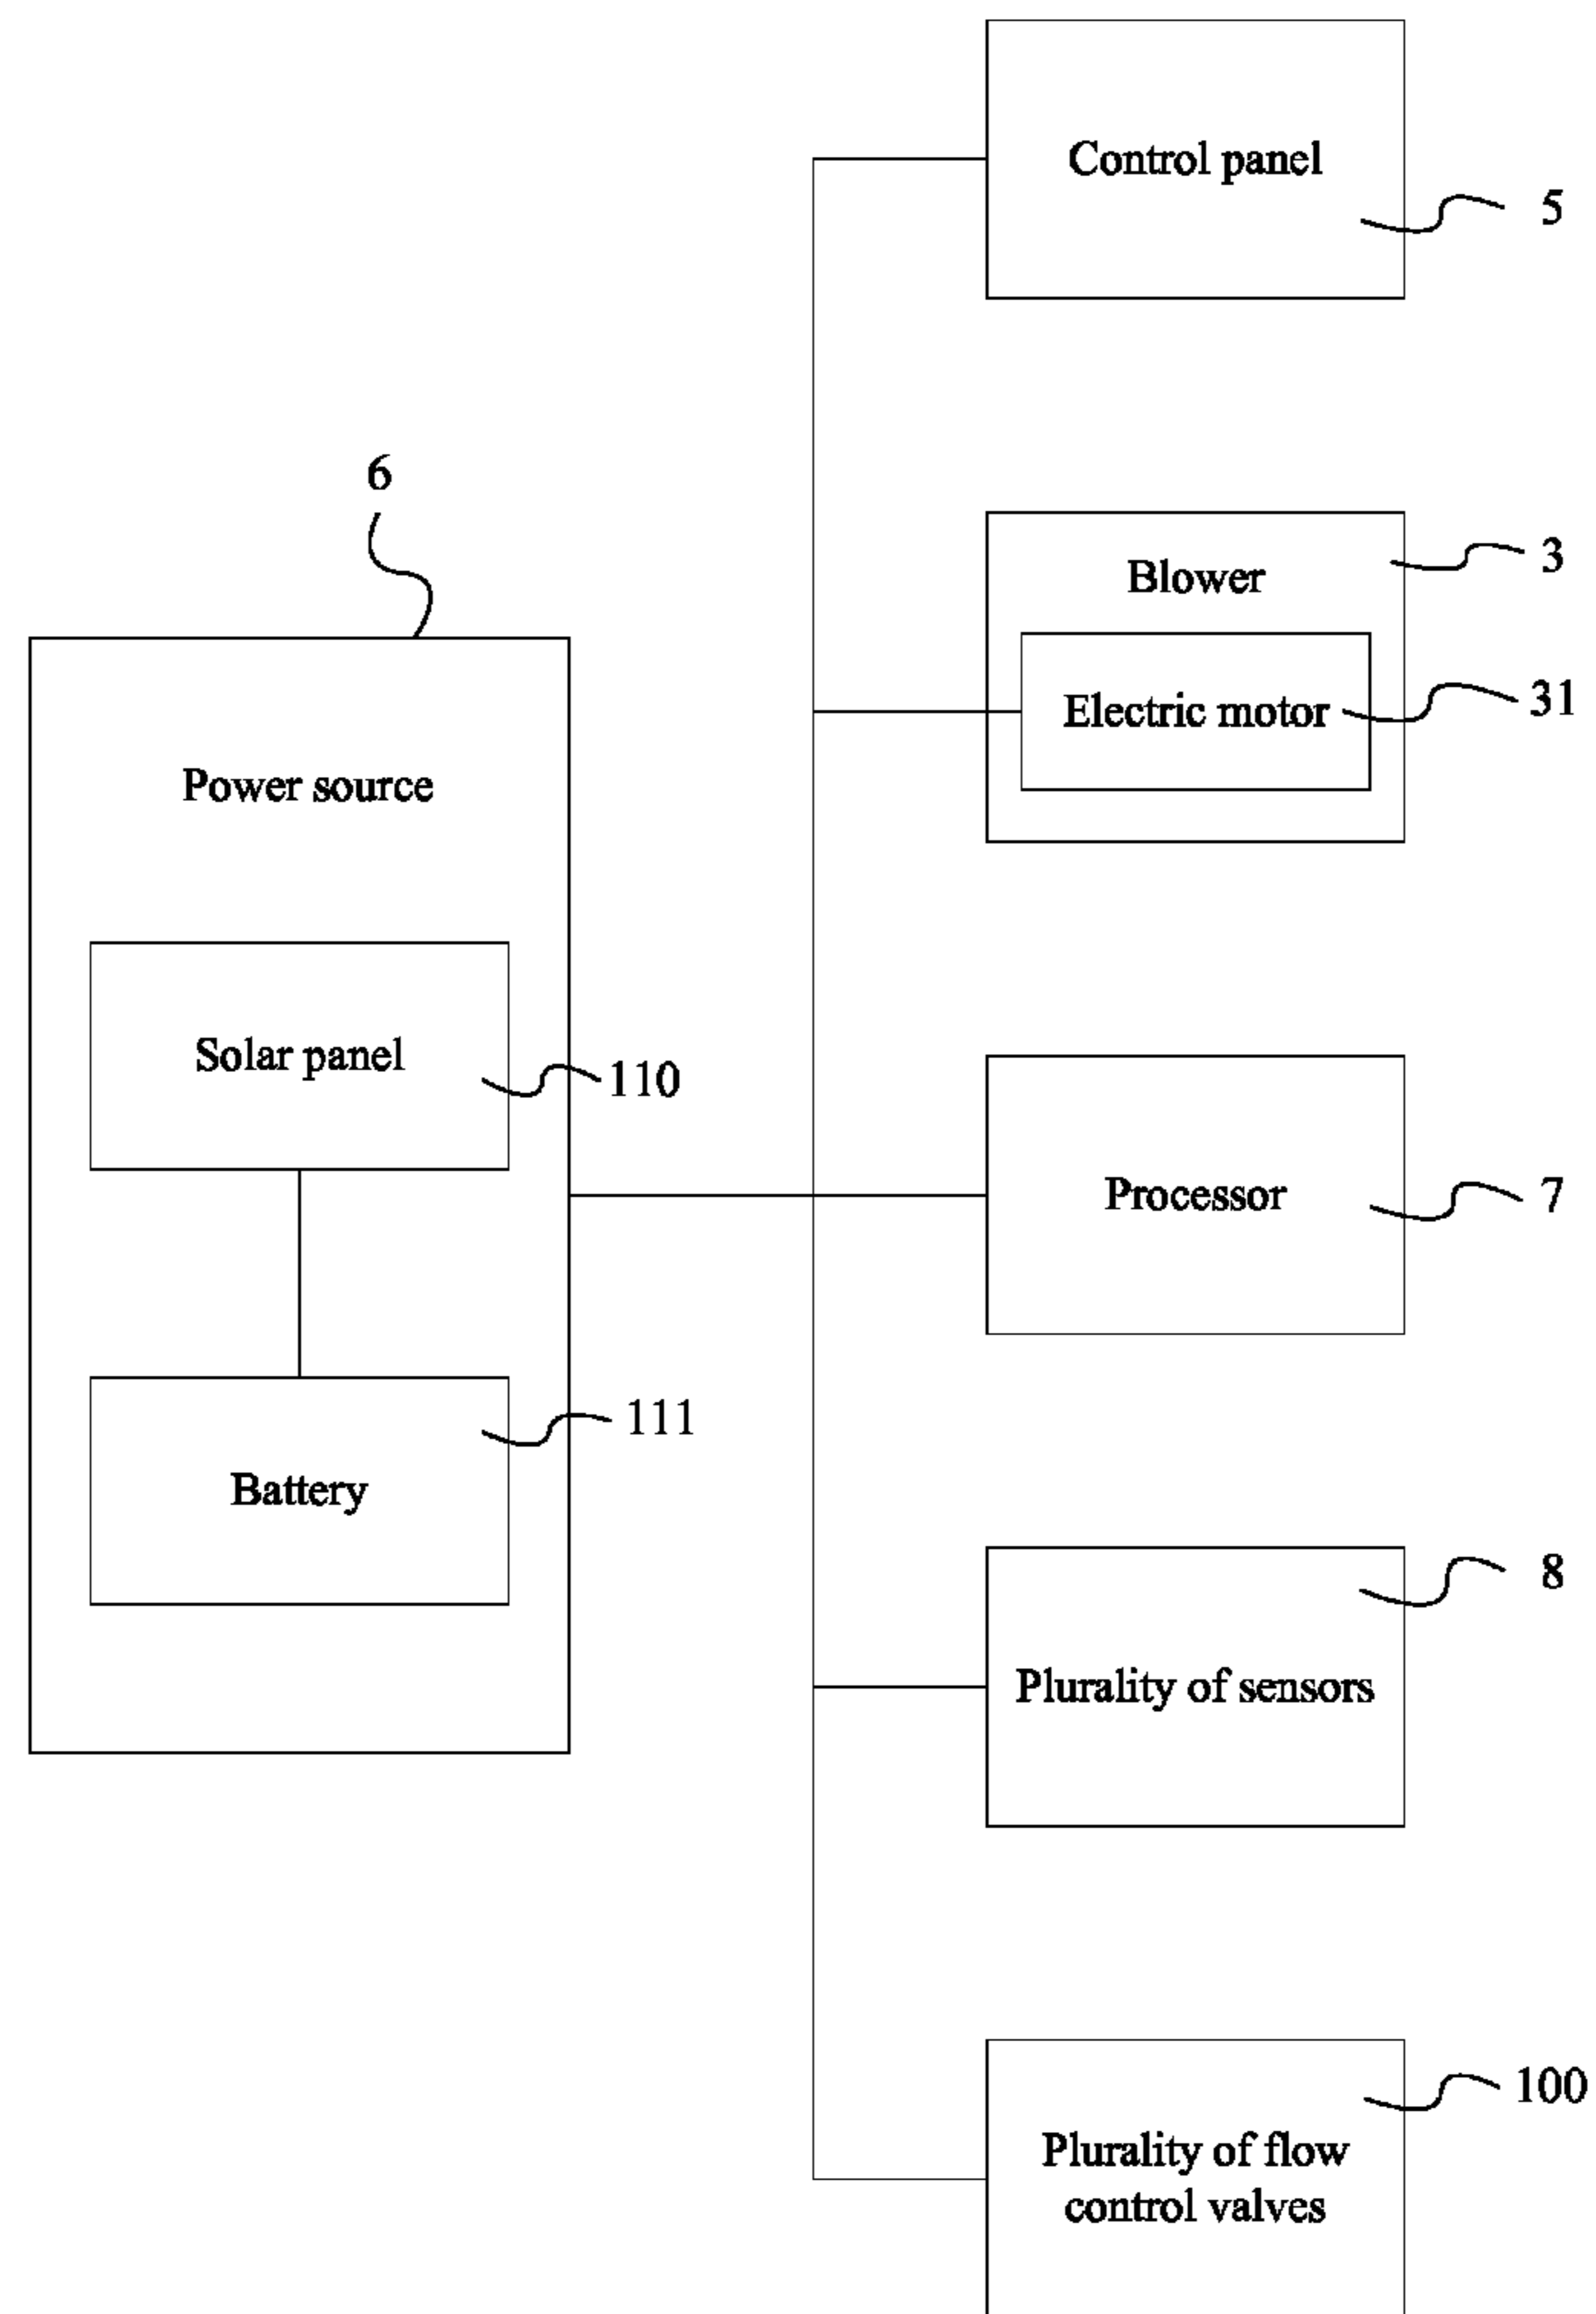 Control panel
5
6
Blower
3
Electric motor
31
Power source
Solar panel
110
Processor
7
111
Battery
8
Plurality of sensors
100
Plurality of flow
control valves